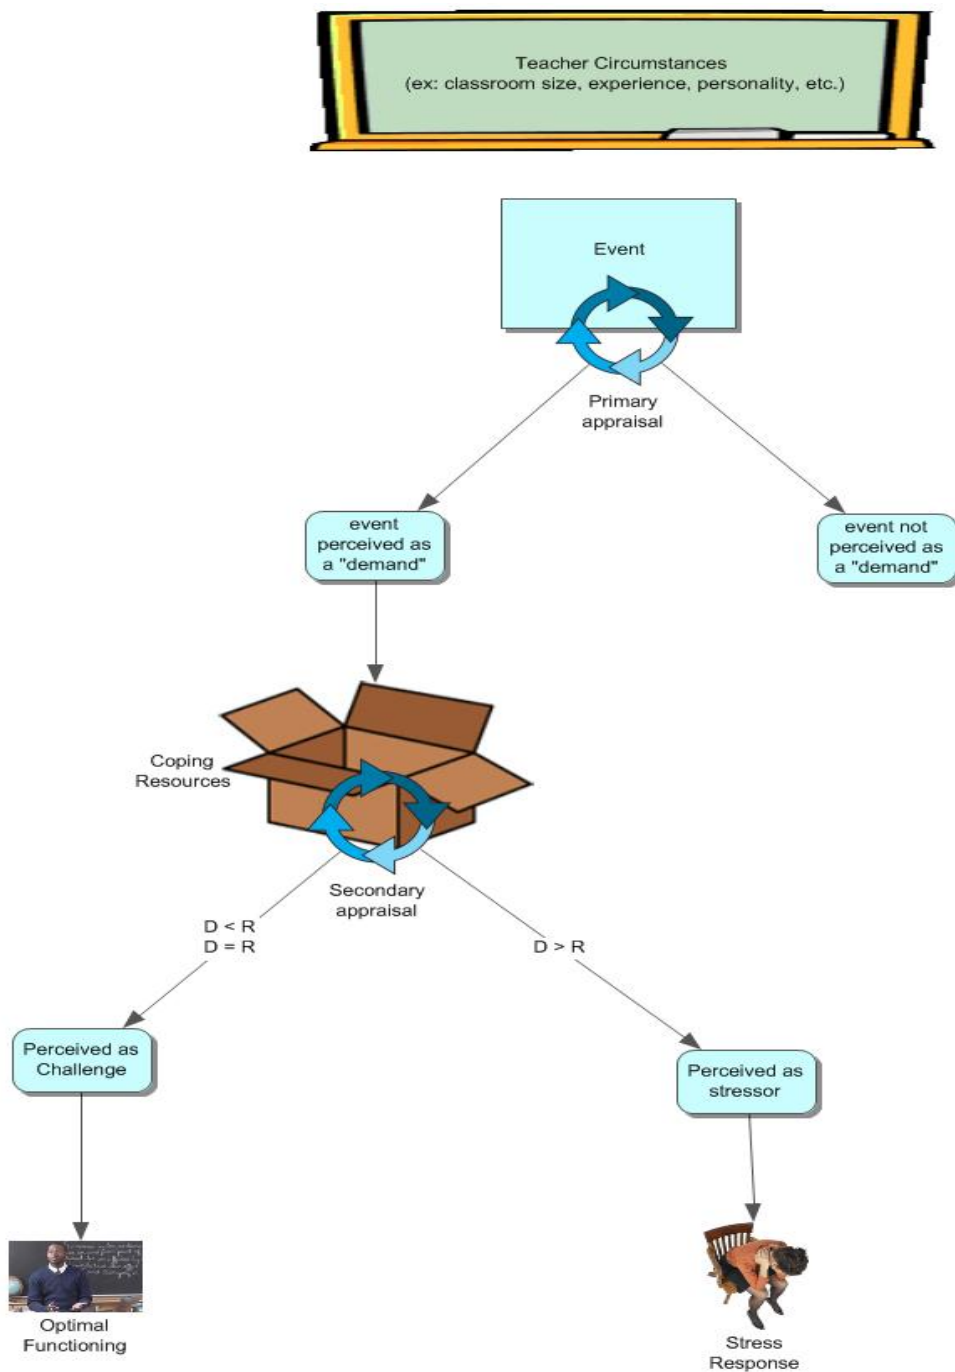 Teacher Circumstances
(ex: classroom size, experience, personality, etc.)
Event
Primary
appraisal
event
perceived as
a "demand"
event not
perceived as
a "demand"
Coping
Resources
Secondary
appraisal
D < R
D = R
D > R
Perceived as
Challenge
Perceived as
stressor
Optimal
Functioning
Stress
Response